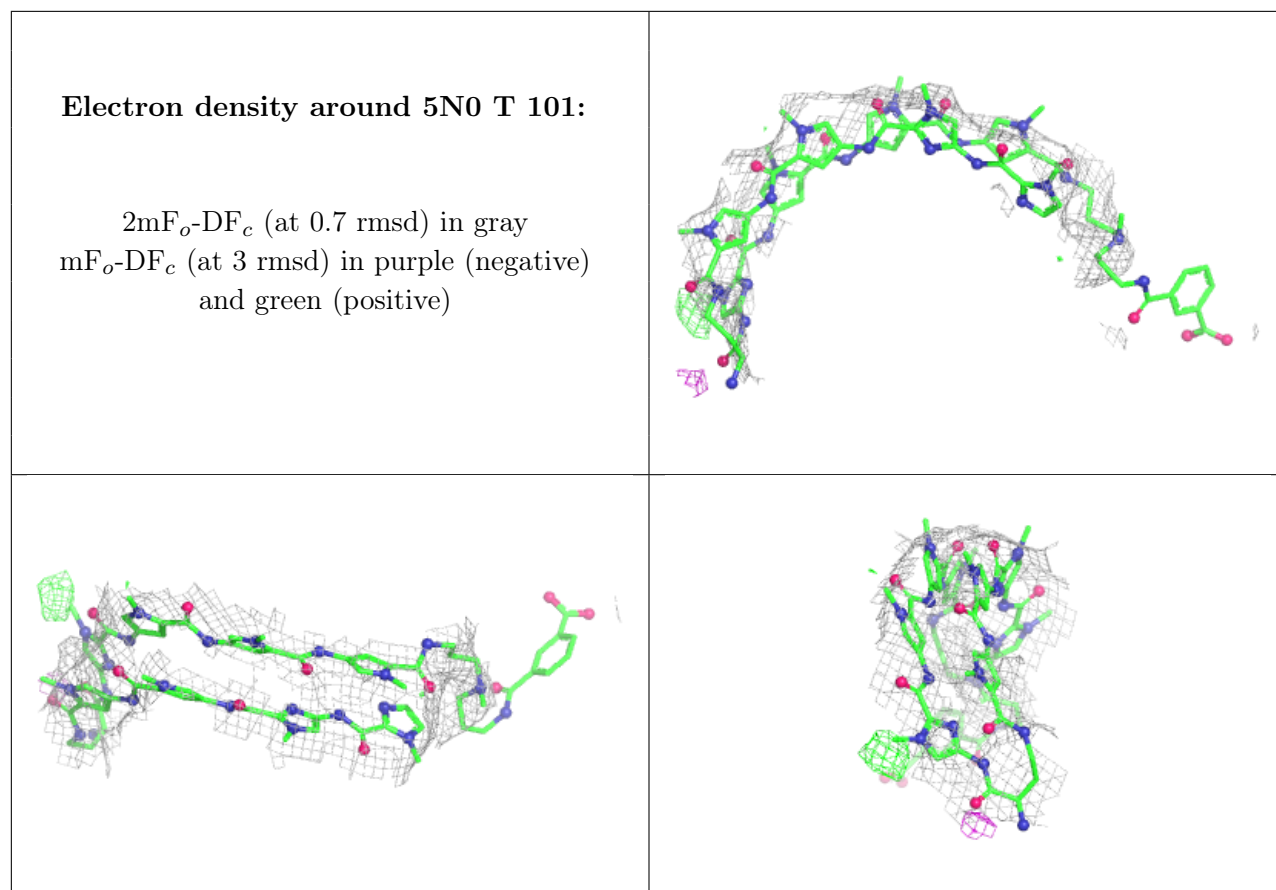 Electron density around 5N0 T 101:
2mFo-DFc (at 0.7 rmsd) in gray
mFo-DFc (at 3 rmsd) in purple (negative)
and green (positive)